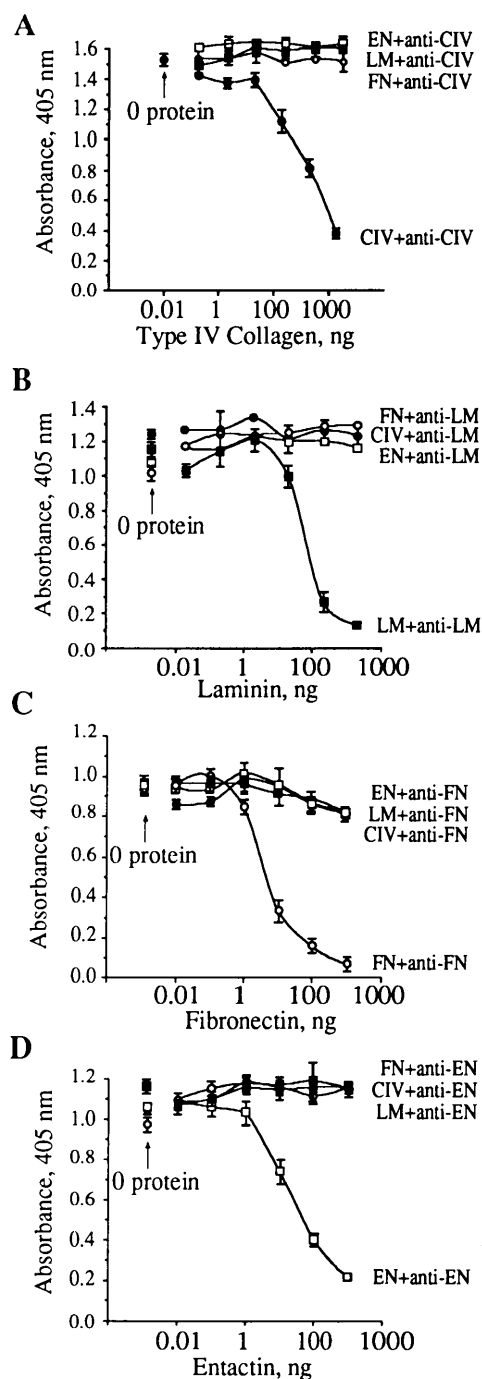 A
Absorbance, 405 nm
1.6
1.4
1.2
1.0
0.8
0.6
0.4
0.2
0.0
0 protein
EN+anti-CIV
LM+anti-CIV
FN+anti-CIV
CIV+anti-CIV
0.01 1 100 1000
Type IV Collagen, ng
B
Absorbance, 405 nm
1.4
1.2
1.0
0.8
0.6
0.4
0.2
0.0
0 protein
FN+anti-LM
CIV+anti-LM
EN+anti-LM
LM+anti-LM
0.01 1 100 1000
Laminin, ng
C
Absorbance, 405 nm
1.2
1.0
0.8
0.6
0.4
0.2
0.0
0 protein
EN+anti-FN
LM+anti-FN
CIV+anti-FN
FN+anti-FN
0.01 1 100 1000
Fibronectin, ng
D
Absorbance, 405 nm
1.2
1.0
0.8
0.6
0.4
0.2
0.0
0 protein
FN+anti-EN
CIV+anti-EN
LM+anti-EN
EN+anti-EN
0.01 1 100 1000
Entactin, ng